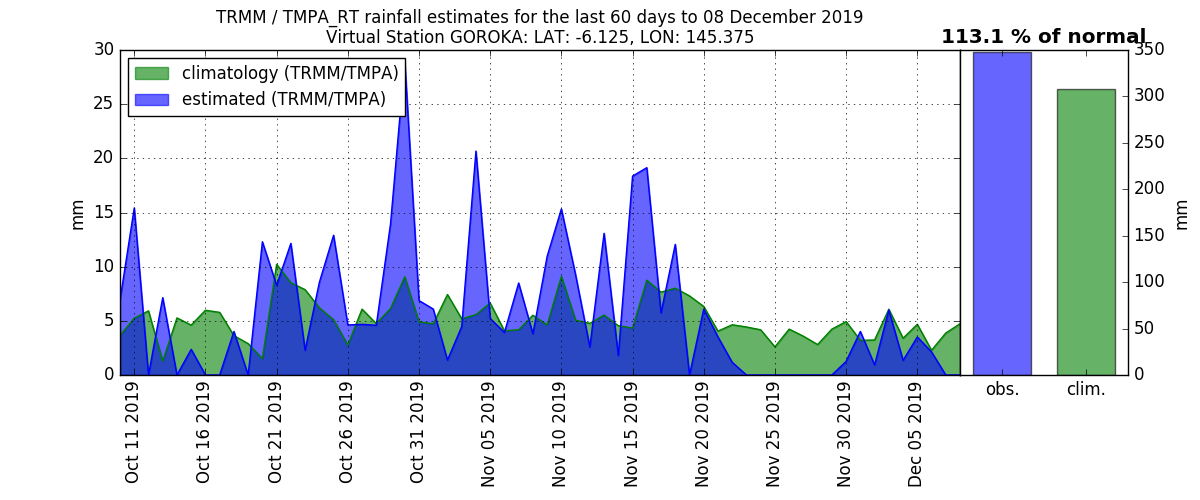 TRMM / TMPA_RT rainfall estimates for the last 60 days to 08 December 2019
Virtual Station GOROKA: LAT: -6.125, LON: 145.375
113.1 % of normal
climatology (TRMM/TMPA)
estimated (TRMM/TMPA)
mm
30
25
20
15
10
5
0
Oct 11 2019
Oct 16 2019
Oct 21 2019
Oct 26 2019
Oct 31 2019
Nov 05 2019
Nov 10 2019
Nov 15 2019
Nov 20 2019
Nov 25 2019
Nov 30 2019
Dec 05 2019
350
300
250
200
150
100
50
0
mm
obs.
clim.